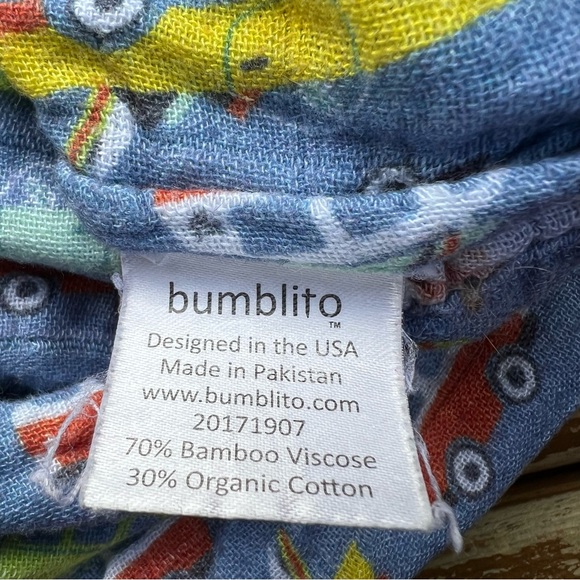 bumblito™
Designed in the USA
Made in Pakistan
www.bumblito.com
20171907
70% Bamboo Viscose
30% Organic Cotton